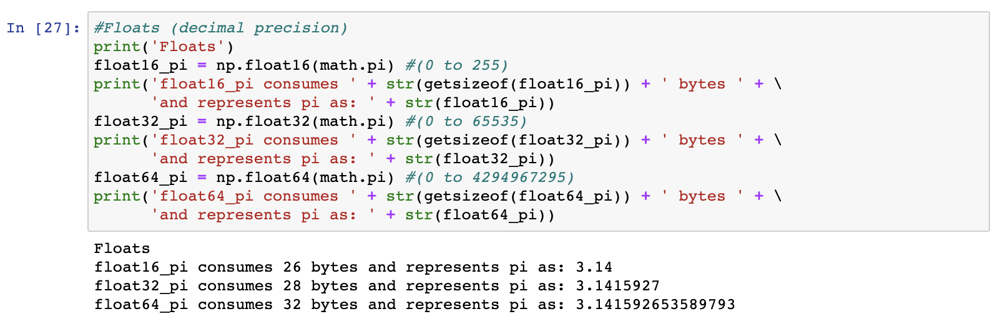 In [27]: #Floats (decimal precision)
print('Floats')
float16_pi = np.float16(math.pi) #(0 to 255)
print('float16_pi consumes ' + str(getsizeof(float16_pi)) + ' bytes ' + \
      'and represents pi as: ' + str(float16_pi))
float32_pi = np.float32(math.pi) #(0 to 65535)
print('float32_pi consumes ' + str(getsizeof(float32_pi)) + ' bytes ' + \
      'and represents pi as: ' + str(float32_pi))
float64_pi = np.float64(math.pi) #(0 to 4294967295)
print('float64_pi consumes ' + str(getsizeof(float64_pi)) + ' bytes ' + \
      'and represents pi as: ' + str(float64_pi))
Floats
float16_pi consumes 26 bytes and represents pi as: 3.14
float32_pi consumes 28 bytes and represents pi as: 3.1415927
float64_pi consumes 32 bytes and represents pi as: 3.141592653589793